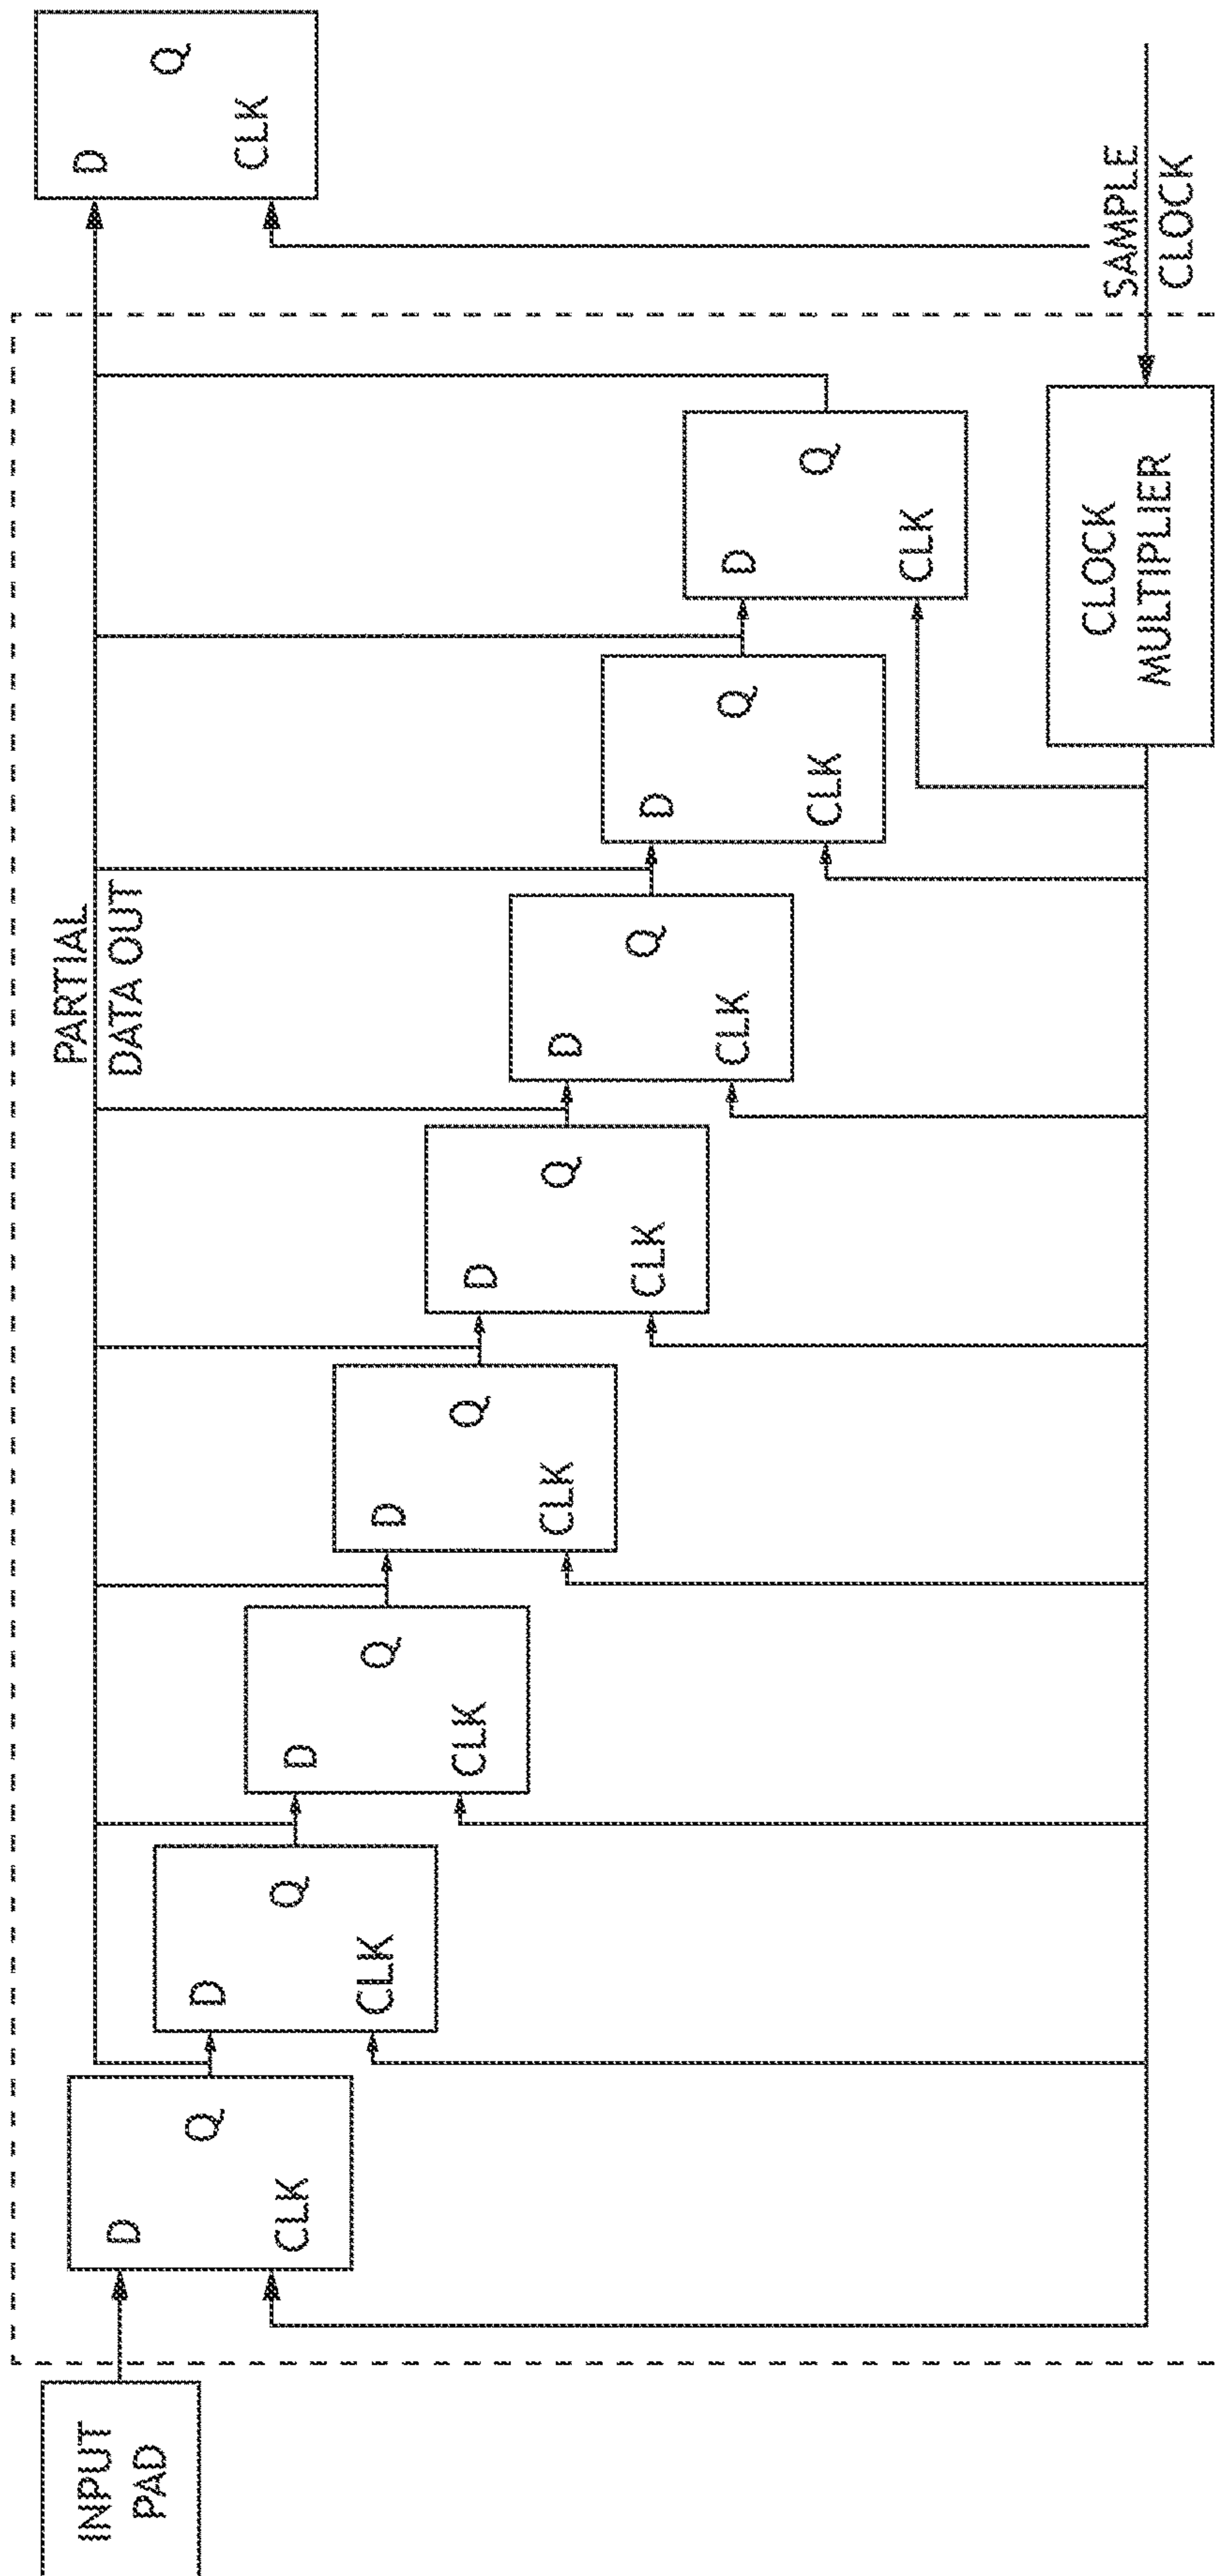 INPUT
PAD
D
Q
CLK
D
Q
CLK
D
Q
CLK
D
Q
CLK
D
Q
CLK
PARTIAL
DATA OUT
D
Q
CLK
D
Q
CLK
D
Q
CLK
CLOCK
MULTIPLIER
SAMPLE
CLOCK
D
Q
CLK